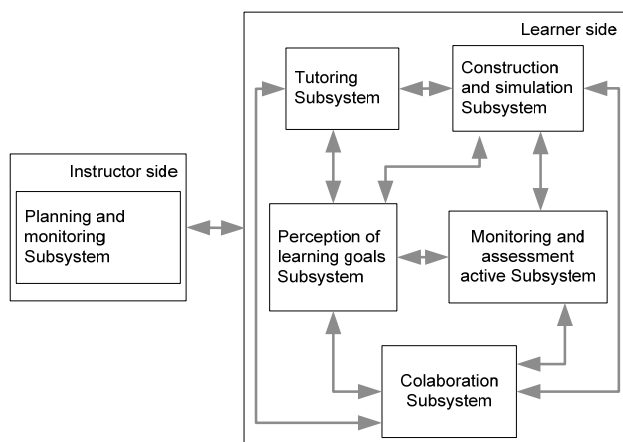 Learner side
Tutoring
Subsystem
Construction
and simulation
Subsystem
Instructor side
Planning and
monitoring
Subsystem
Perception of
learning goals
Subsystem
Monitoring and
assessment
active Subsystem
Colaboration
Subsystem